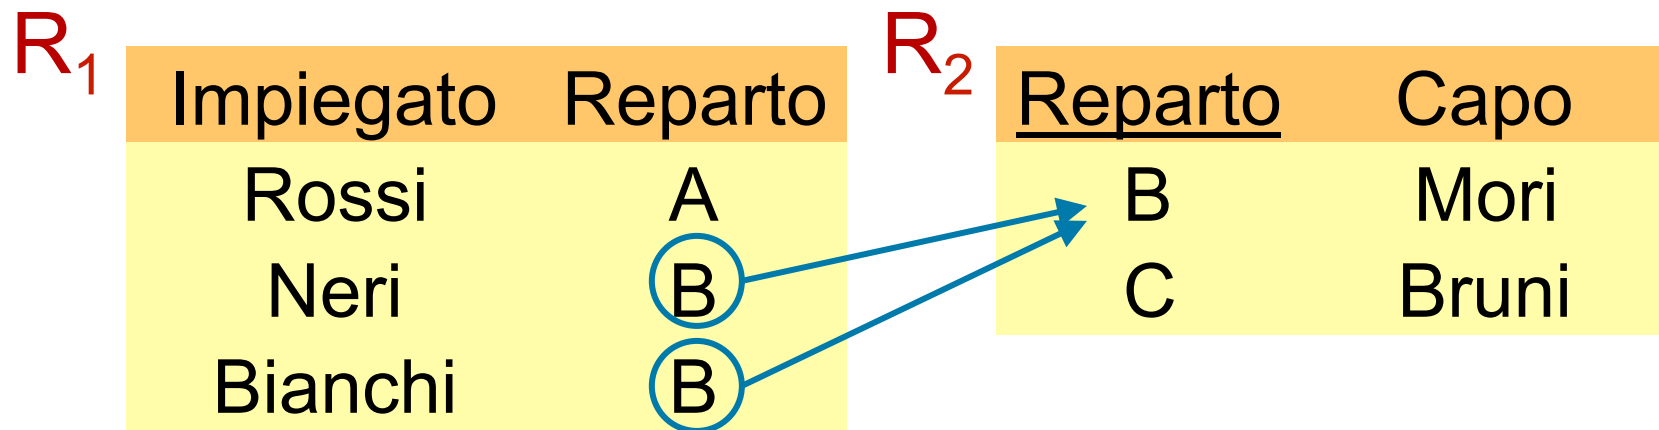 R1 R2
Impiegato Reparto Reparto Capo
Rossi A B Mori
Neri B C Bruni
Bianchi B